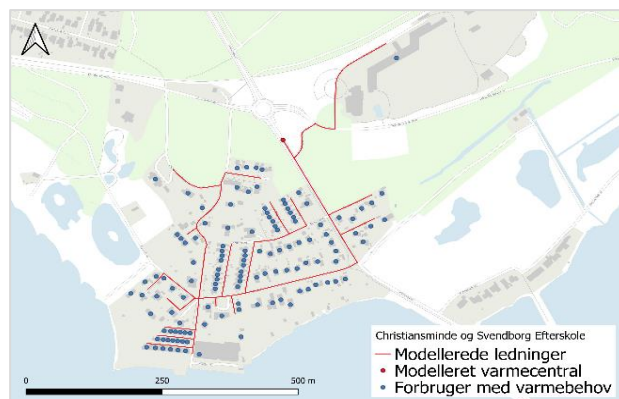 Christiansminde og Svendborg Efterskole
Modellerede ledninger
Modelleret varmecentral
Forbruger med varmebehov
0 250 500 m